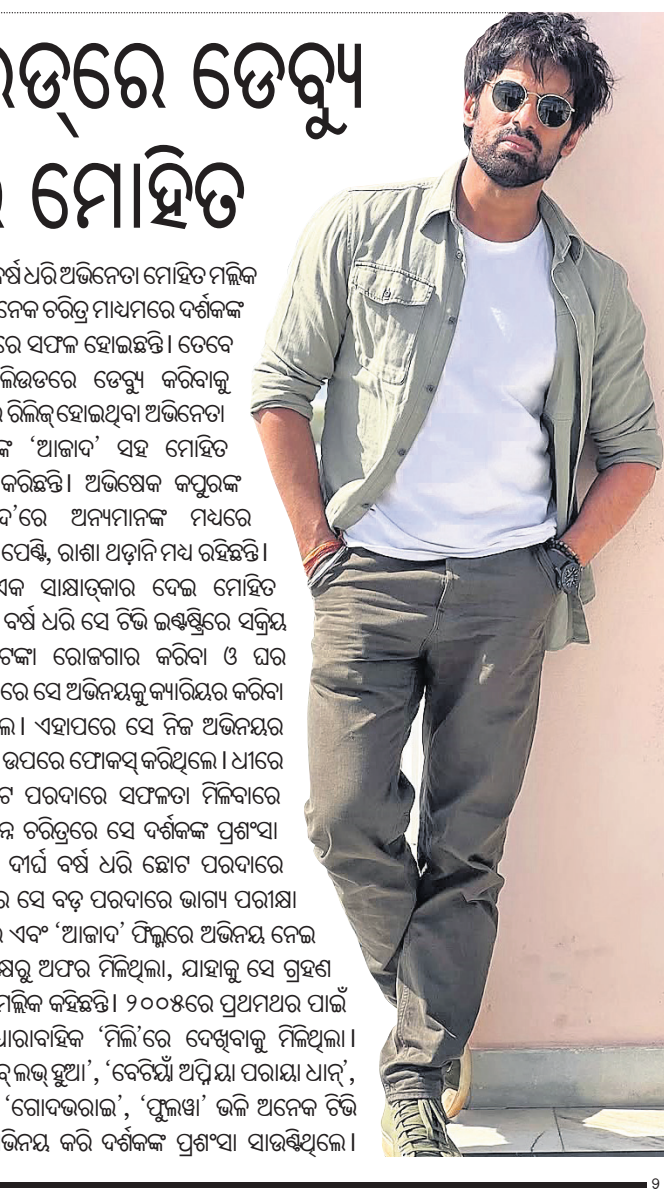 ଡ୍‌ରେ ଡେବ୍ୟୁ
ମୋହିତ
ବର୍ଷ ଧରି ଅଭିନେତା ମୋହିତ ମଲ୍ଲିକ
ନେକ ଚରିତ୍ର ମାଧ୍ୟମରେ ଦର୍ଶକଙ୍କ
ରେ ସଫଳ ହୋଇଛନ୍ତି । ତେବେ
ଲିଉଡରେ ଡେବ୍ୟୁ କରିବାକୁ
ରିଲିଜ୍ ହୋଇଥିବା ଅଭିନେତା
ଙ୍କ ‘ଆଜାଦ’ ସହ ମୋହିତ
କରିଛନ୍ତି । ଅଭିଷେକ କପୁରଙ୍କ
ଦ’ରେ ଅନ୍ୟମାନଙ୍କ ମଧ୍ୟରେ
ପେଣ୍ଟି, ରାଶା ଥଡ଼ାନି ମଧ୍ୟ ରହିଛନ୍ତି ।
ଏକ ସାକ୍ଷାତ୍‌କାର ଦେଇ ମୋହିତ
ବର୍ଷ ଧରି ସେ ଟିଭି ଇଣ୍ଡଷ୍ଟ୍ରିରେ ସକ୍ରିୟ
ଟଙ୍କା ରୋଜଗାର କରିବା ଓ ଘର
ରେ ସେ ଅଭିନୟକୁ କ୍ୟାରିୟର କରିବା
ଲେ । ଏହାପରେ ସେ ନିଜ ଅଭିନୟର
ଉପରେ ଫୋକସ୍ କରିଥିଲେ । ଧୀରେ
ଟ ପରଦାରେ ସଫଳତା ମିଳିବାରେ
ନ୍ନ ଚରିତ୍ରରେ ସେ ଦର୍ଶକଙ୍କ ପ୍ରଶଂସା
ଦୀର୍ଘ ବର୍ଷ ଧରି ଛୋଟ ପରଦାରେ
ସେ ବଡ଼ ପରଦାରେ ଭାଗ୍ୟ ପରୀକ୍ଷା
ଏବଂ ‘ଆଜାଦ’ ଫିଲ୍ମରେ ଅଭିନୟ ନେଇ
କ୍ଷରୁ ଅଫର ମିଳିଥିଲା, ଯାହାକୁ ସେ ଗ୍ରହଣ
ମଲ୍ଲିକ କହିଛନ୍ତି । ୨୦୦୫ରେ ପ୍ରଥମଥର ପାଇଁ
ଧାରାବାହିକ ‘ମିଲି’ରେ ଦେଖିବାକୁ ମିଳିଥିଲା ।
ବ୍ ଲଭ୍ ହୁଆ’, ‘ବେଟିୟାଁ ଅପ୍ନିୟା ପରାୟା ଧାନ୍’,
‘ଗୋଦଭରାଇ’, ‘ଫୁଲୱା’ ଭଳି ଅନେକ ଟିଭି
ଭିନୟ କରି ଦର୍ଶକଙ୍କ ପ୍ରଶଂସା ସାଉଣ୍ଟିଥିଲେ ।
9